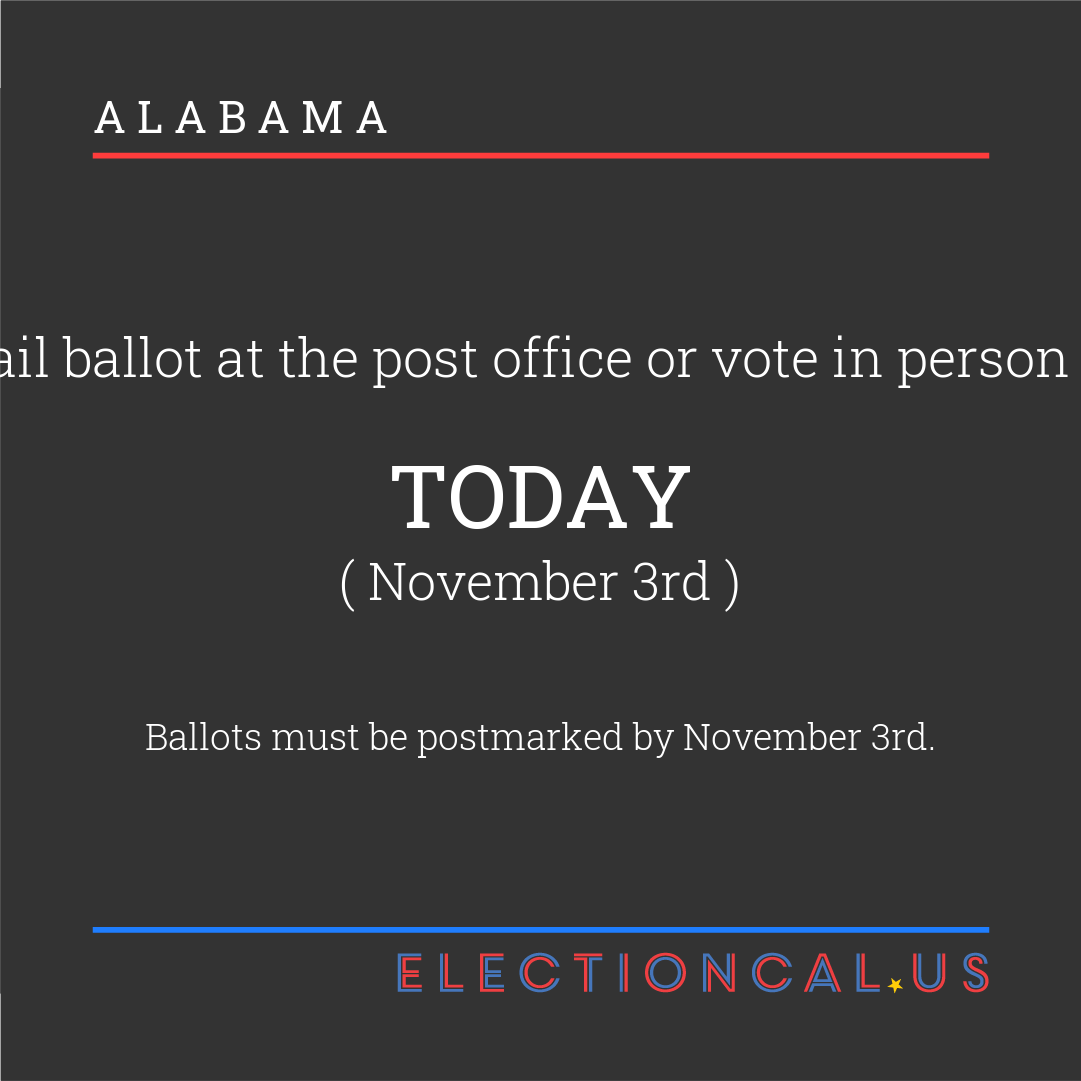 ALABAMA
ail ballot at the post office or vote in person
TODAY
( November 3rd )
Ballots must be postmarked by November 3rd.
ELECTIONCAL.US